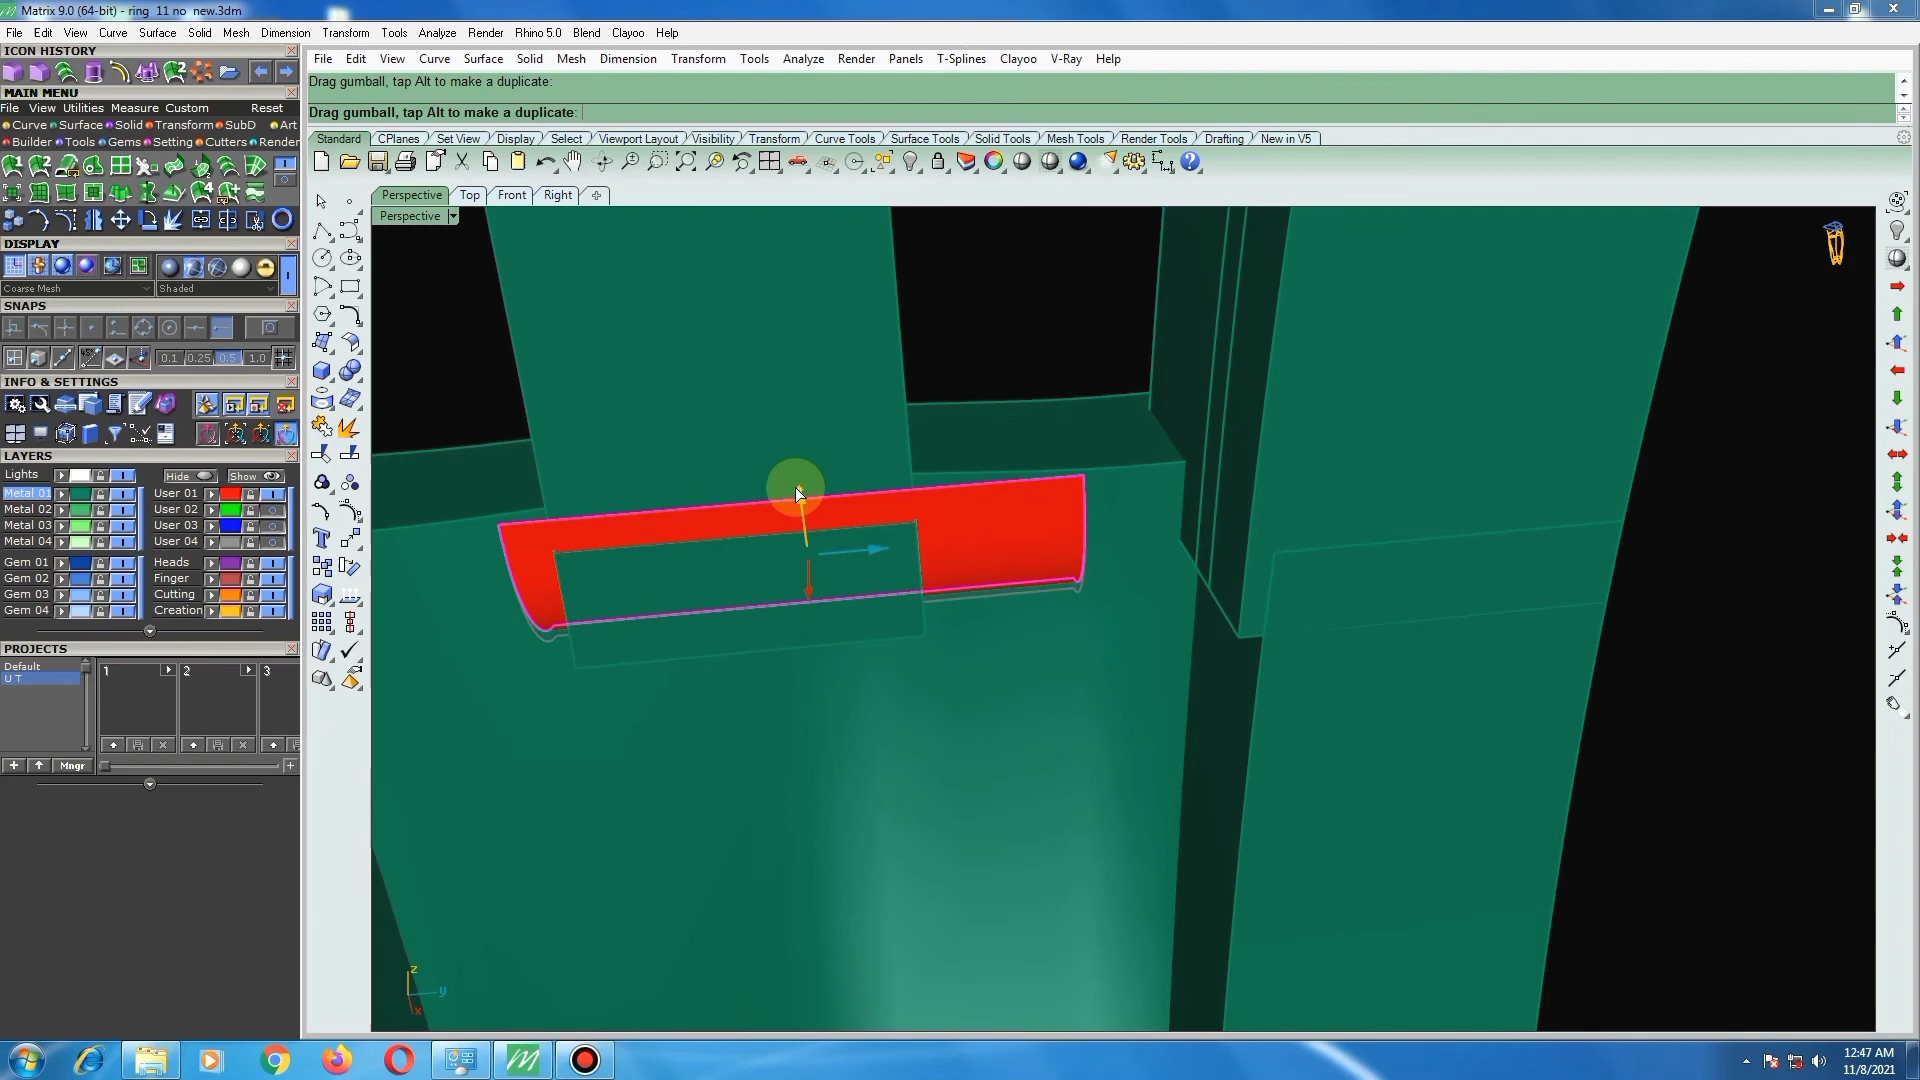 Matrix 9.0 (64-bit) - ring  11 no  new.3dm
File Edit View Curve Surface Solid Mesh Dimension Transform Tools Analyze Render Rhino 5.0 Blend Clayoo Help
ICON HISTORY
MAIN MENU
File View Utilities Measure Custom Reset
Curve Surface Solid Transform SubD Art
Builder Tools Gems Setting Cutters Render
DISPLAY
Coarse Mesh Shaded
SNAPS
0.1 0.25 0.5 1.0
INFO & SETTINGS
LAYERS
Lights Hide Show
Metal 01 User 01
Metal 02 User 02
Metal 03 User 03
Metal 04 User 04
Gem 01 Heads
Gem 02 Finger
Gem 03 Cutting
Gem 04 Creation
PROJECTS
Default
U T
1 2 3
Mngr
File Edit View Curve Surface Solid Mesh Dimension Transform Tools Analyze Render Panels T-Splines Clayoo V-Ray Help
Drag gumball, tap Alt to make a duplicate:
Drag gumball, tap Alt to make a duplicate:
Standard CPlanes Set View Display Select Viewport Layout Visibility Transform Curve Tools Surface Tools Solid Tools Mesh Tools Render Tools Drafting New in V5
Perspective Top Front Right
Perspective
z
y
x
12:47 AM
11/8/2021